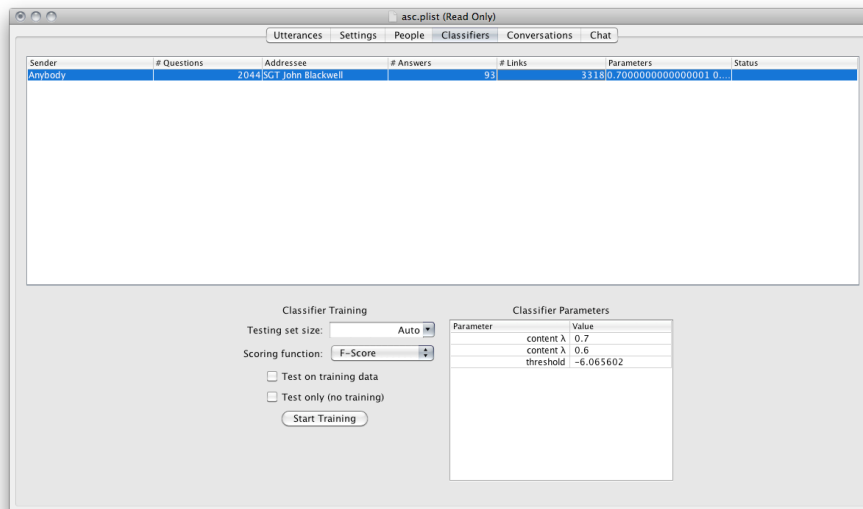 asc.plist (Read Only)
Utterances Settings People Classifiers Conversations Chat
Sender # Questions Addressee # Answers # Links Parameters Status
Anybody 2044 SGT John Blackwell 93 3318 0.7000000000000001 0....
Classifier Training Classifier Parameters
Testing set size: Auto Parameter Value
content λ 0.7
Scoring function: F-Score content λ 0.6
threshold -6.065602
Test on training data
Test only (no training)
Start Training